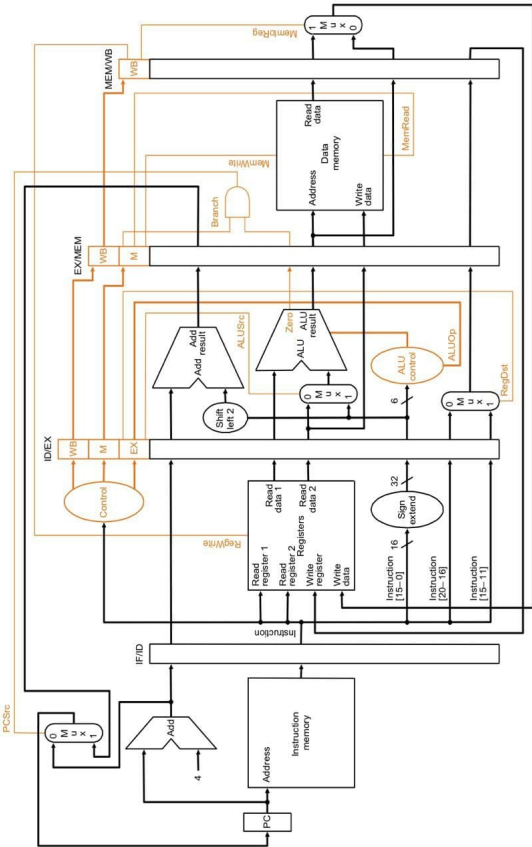 PCSrc
0
M
u
x
1
Add
4
PC
Address
Instruction
memory
IF/ID
Instruction
Control
RegWrite
Read
register 1
Read
register 2
Write
register
Write
data
Registers
Read
data 1
Read
data 2
Instruction
[15–0]
16
Sign
extend
32
Instruction
[20–16]
Instruction
[15–11]
ID/EX
WB
M
EX
Shift
left 2
Add
Add
result
ALUSrc
0
M
u
x
1
ALU
Zero
ALU
result
6
ALU
control
ALUOp
0
M
u
x
1
RegDst
EX/MEM
WB
M
Branch
MemWrite
Address
Write
data
Data
memory
Read
data
MemRead
MEM/WB
WB
MemtoReg
1
M
u
x
0